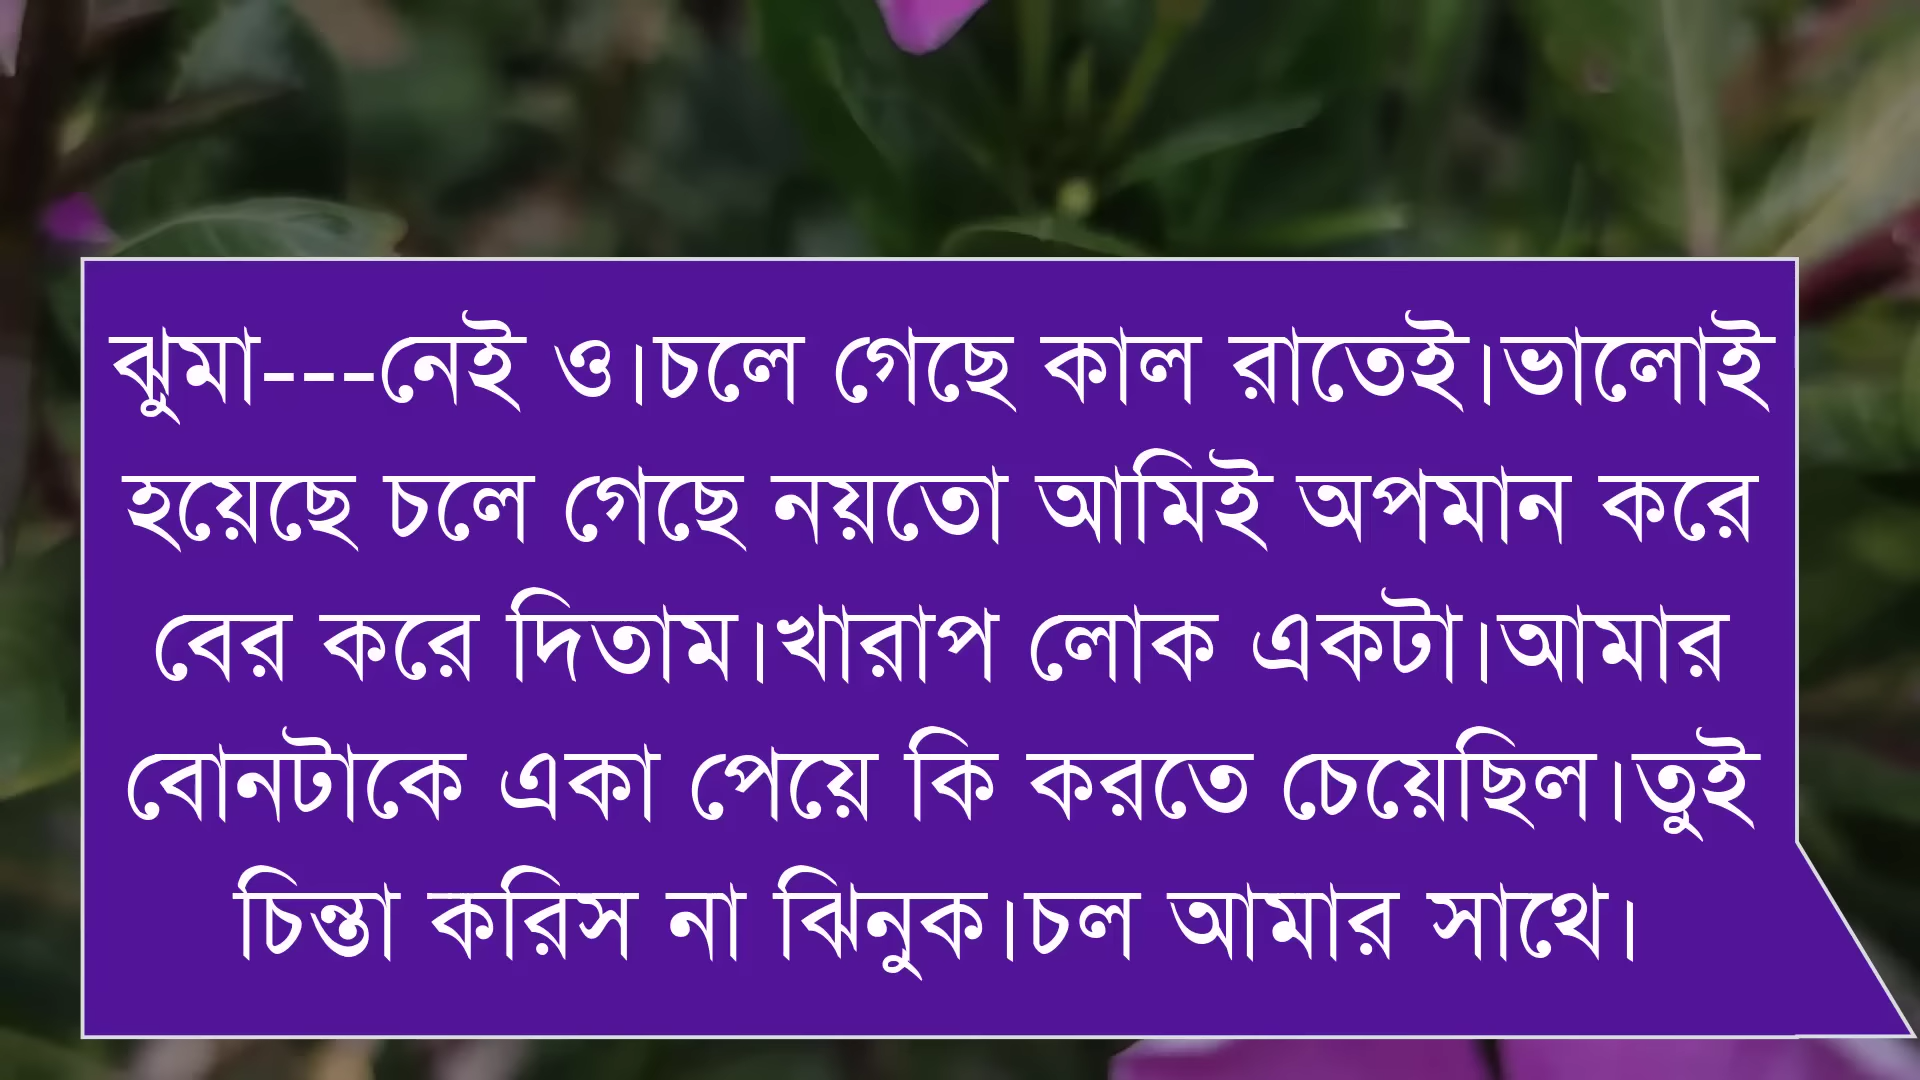 ঝুমা---নেই ও।চলে গেছে কাল রাতেই।ভালোই
হয়েছে চলে গেছে নয়তো আমিই অপমান করে
বের করে দিতাম।খারাপ লোক একটা।আমার
বোনটাকে একা পেয়ে কি করতে চেয়েছিল।তুই
চিন্তা করিস না ঝিনুক।চল আমার সাথে।